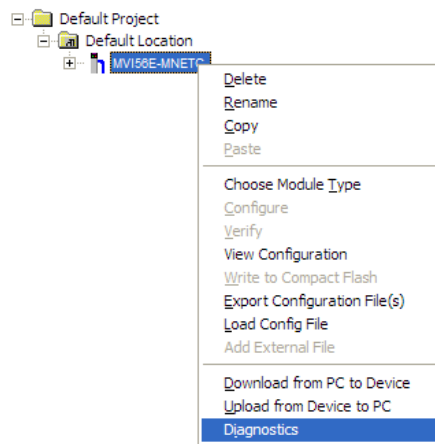 Default Project
Default Location
MVI56E-MNETC
Delete
Rename
Copy
Paste
Choose Module Type
Configure
Verify
View Configuration
Write to Compact Flash
Export Configuration File(s)
Load Config File
Add External File
Download from PC to Device
Upload from Device to PC
Diagnostics